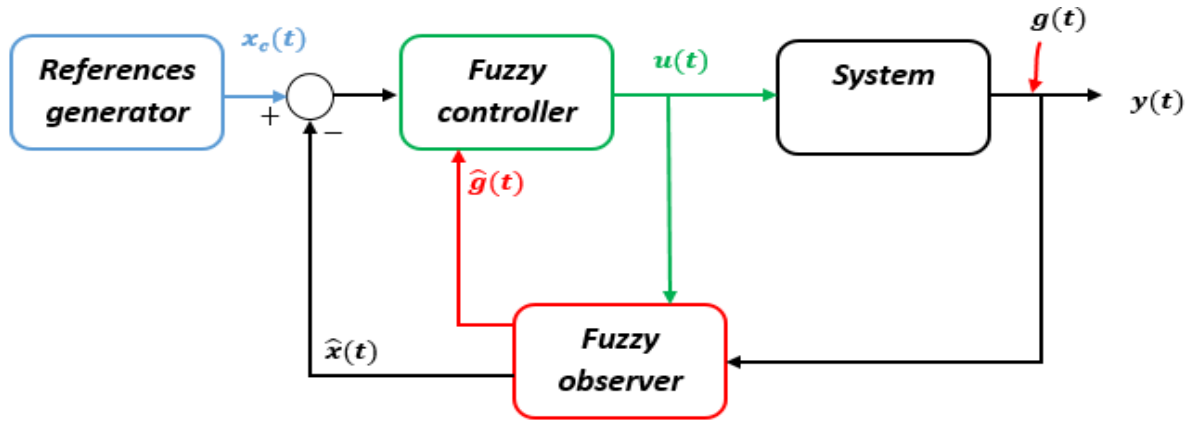 g(t)
x_c(t)
u(t)
References
generator
Fuzzy
controller
System
y(t)
+
−
ĝ(t)
x̂(t)
Fuzzy
observer